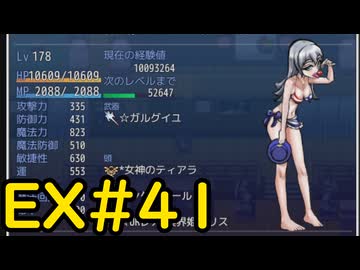 Lv 178
現在の経験値
HP 10609/10609
10093264
MP 2088/ 2088
次のレベルまで
52647
攻撃力 335
武器
防御力 431
☆ガルグイユ
魔法力 823
魔法防御 510
敏捷性 630
頭
運 553
★女神のティアラ
EX#41